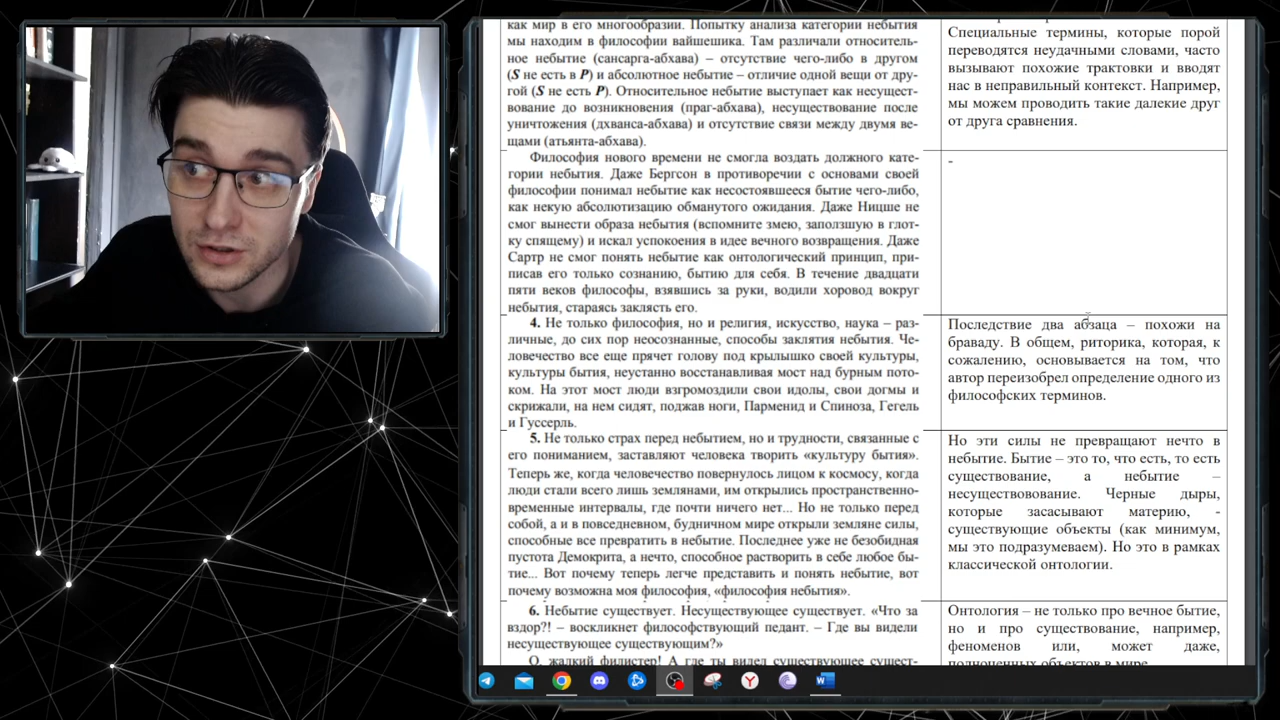 как мир в его многообразии. Попытку анализа категории небытия
мы находим в философии вайшешика. Там различали относитель-
ное небытие (сансарга-абхава) – отсутствие чего-либо в другом
(S не есть в P) и абсолютное небытие – отличие одной вещи от дру-
гой (S не есть P). Относительное небытие выступает как несущест-
вование до возникновения (праг-абхава), несуществование после
уничтожения (дхванса-абхава) и отсутствие связи между двумя ве-
щами (атьянта-абхава).
Философия нового времени не смогла воздать должного кате-
гории небытия. Даже Бергсон в противоречии с основами своей
философии понимал небытие как несостоявшееся бытие чего-либо,
как некую абсолютизацию обманутого ожидания. Даже Ницше не
смог вынести образа небытия (вспомните змею, заползшую в глот-
ку спящему) и искал успокоения в идее вечного возвращения. Даже
Сартр не смог понять небытие как онтологический принцип, при-
писав его только сознанию, бытию для себя. В течение двадцати
пяти веков философы, взявшись за руки, водили хоровод вокруг
небытия, стараясь заклясть его.
4. Не только философия, но и религия, искусство, наука – раз-
личные, до сих пор неосознанные, способы заклятия небытия. Че-
ловечество все еще прячет голову под крылышко своей культуры,
культуры бытия, неустанно восстанавливая мост над бурным пото-
ком. На этот мост люди взгромоздили свои идолы, свои догмы и
скрижали, на нем сидят, поджав ноги, Парменид и Спиноза, Гегель
и Гуссерль.
5. Не только страх перед небытием, но и трудности, связанные с
его пониманием, заставляют человека творить «культуру бытия».
Теперь же, когда человечество повернулось лицом к космосу, когда
люди стали всего лишь землянами, им открылись пространственно-
временные интервалы, где почти ничего нет... Но не только перед
собой, а и в повседневном, будничном мире открыли земляне силы,
способные все превратить в небытие. Последнее уже не безобидная
пустота Демокрита, а нечто, способное растворить в себе любое бы-
тие... Вот почему теперь легче представить и понять небытие, вот
почему возможна моя философия, «философия небытия».
6. Небытие существует. Несуществующее существует. «Что за
вздор?! – воскликнет философствующий педант. – Где вы видели
несуществующее существующим?»
О, жалкий филистер! А где ты видел существующее сущест-
Специальные термины, которые порой
переводятся неудачными словами, часто
вызывают похожие трактовки и вводят
нас в неправильный контекст. Например,
мы можем проводить такие далекие друг
от друга сравнения.
-
Последствие два абзаца – похожи на
браваду. В общем, риторика, которая, к
сожалению, основывается на том, что
автор переизобрел определение одного из
философских терминов.
Но эти силы не превращают нечто в
небытие. Бытие – это то, что есть, то есть
существование, а небытие –
несуществовование. Черные дыры,
которые засасывают материю, -
существующие объекты (как минимум,
мы это подразумеваем). Но это в рамках
классической онтологии.
Онтология – не только про вечное бытие,
но и про существование, например,
феноменов или, может даже,
полноценных объектов в мире.